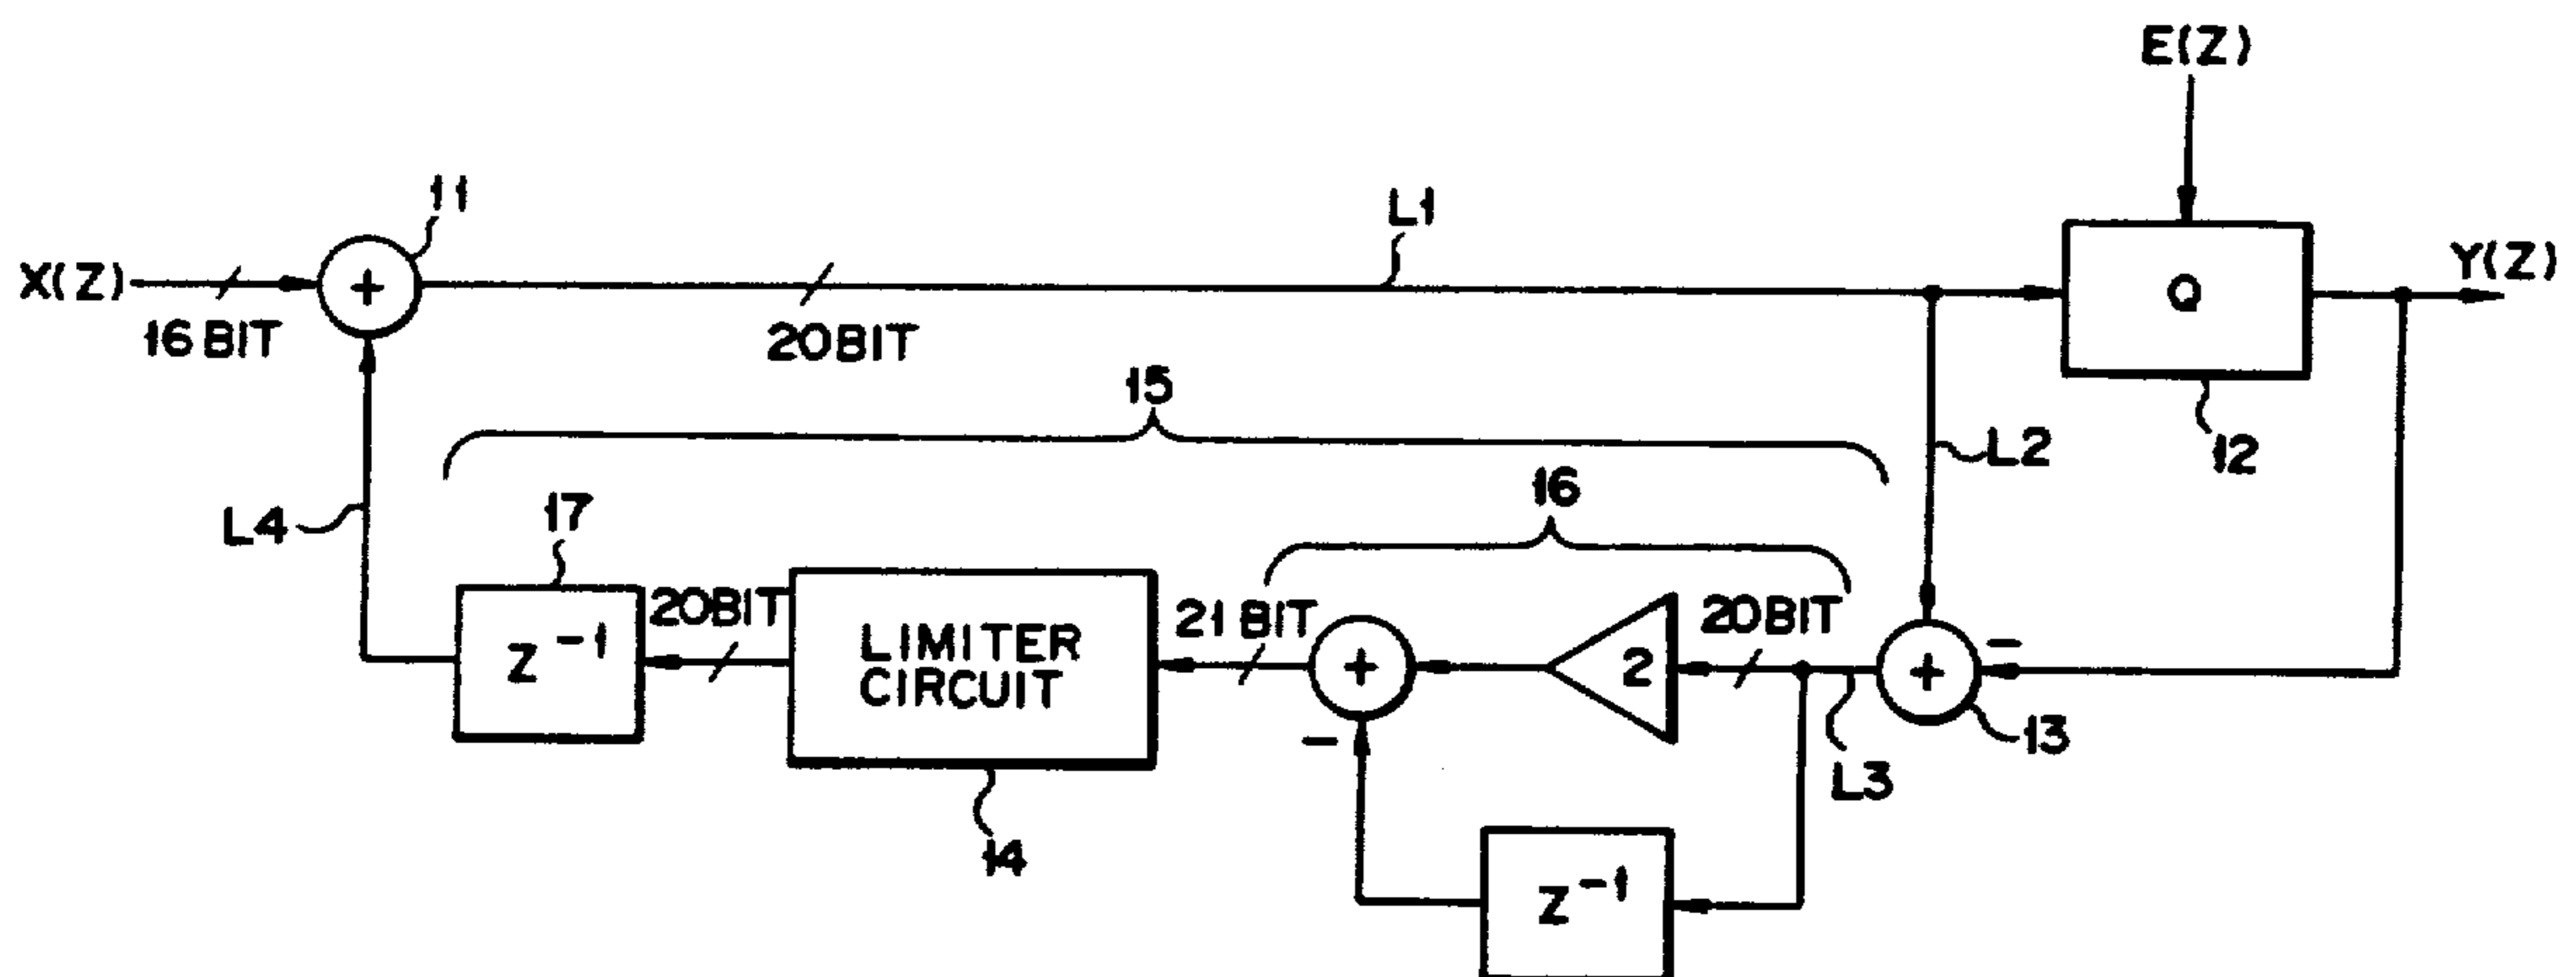 E(Z)
11
L1
X(Z)
+
Q
Y(Z)
16 BIT
20BIT
15
12
L2
16
L4
17
Z⁻¹
20BIT
LIMITER
CIRCUIT
21 BIT
+
2
20BIT
+
-
13
-
L3
14
Z⁻¹